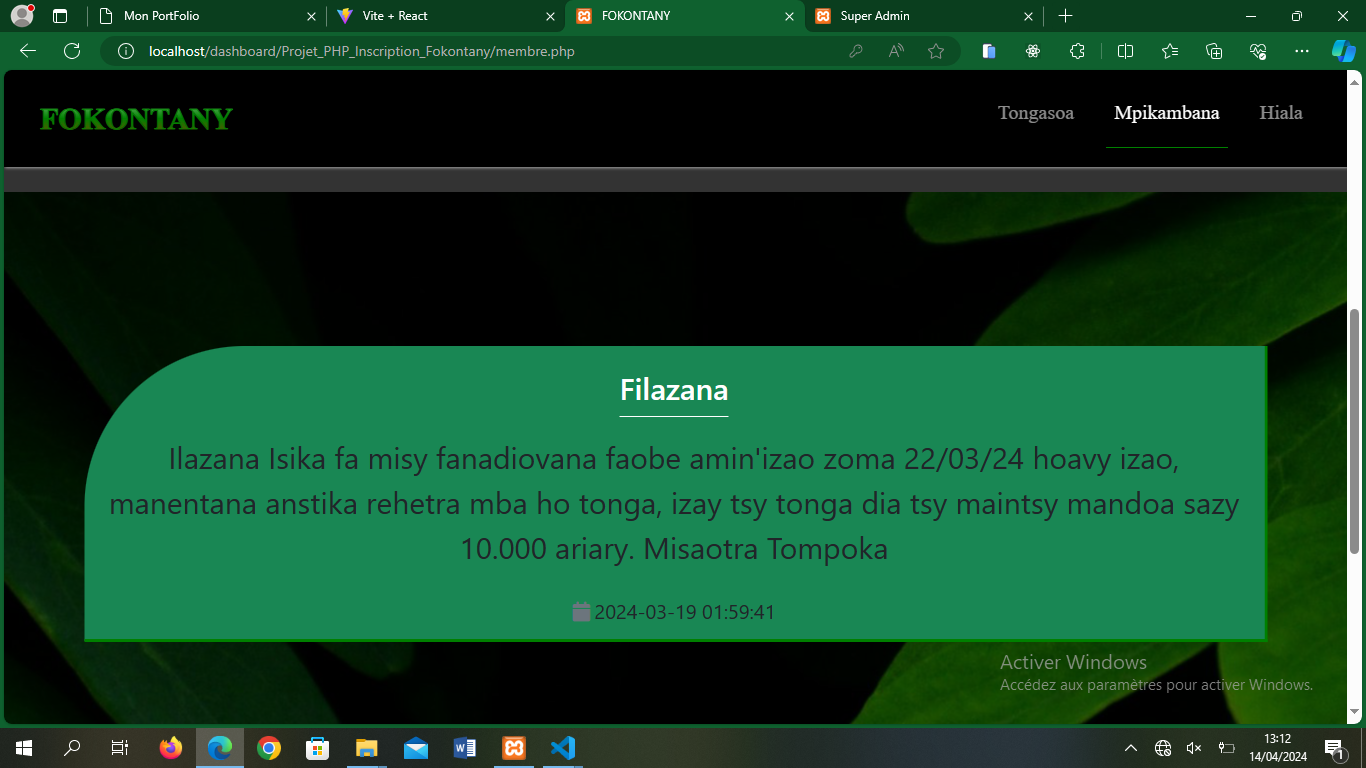 Mon PortFolio
Vite + React
FOKONTANY
Super Admin
localhost/dashboard/Projet_PHP_Inscription_Fokontany/membre.php
FOKONTANY
Tongasoa
Mpikambana
Hiala
Filazana
Ilazana Isika fa misy fanadiovana faobe amin'izao zoma 22/03/24 hoavy izao,
manentana anstika rehetra mba ho tonga, izay tsy tonga dia tsy maintsy mandoa sazy
10.000 ariary. Misaotra Tompoka
2024-03-19 01:59:41
Activer Windows
Accédez aux paramètres pour activer Windows.
13:12
14/04/2024
1